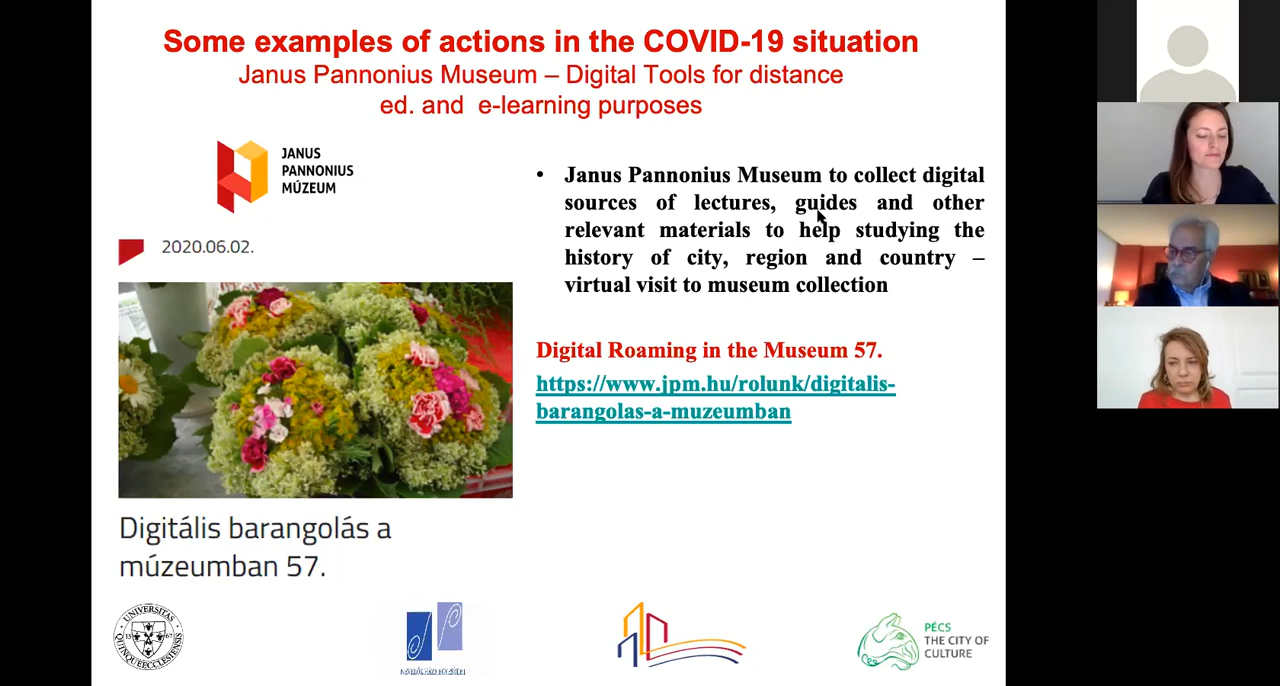 Some examples of actions in the COVID-19 situation
Janus Pannonius Museum – Digital Tools for distance
ed. and e-learning purposes
JANUS
PANNONIUS
MÚZEUM
2020.06.02.
Digitális barangolás a
múzeumban 57.
• Janus Pannonius Museum to collect digital
sources of lectures, guides and other
relevant materials to help studying the
history of city, region and country –
virtual visit to museum collection
Digital Roaming in the Museum 57.
https://www.jpm.hu/rolunk/digitalis-
barangolas-a-muzeumban
UNIVERSITAS
QUINQUEECCLESIENSIS
13 67
PÉCS
THE CITY OF
CULTURE